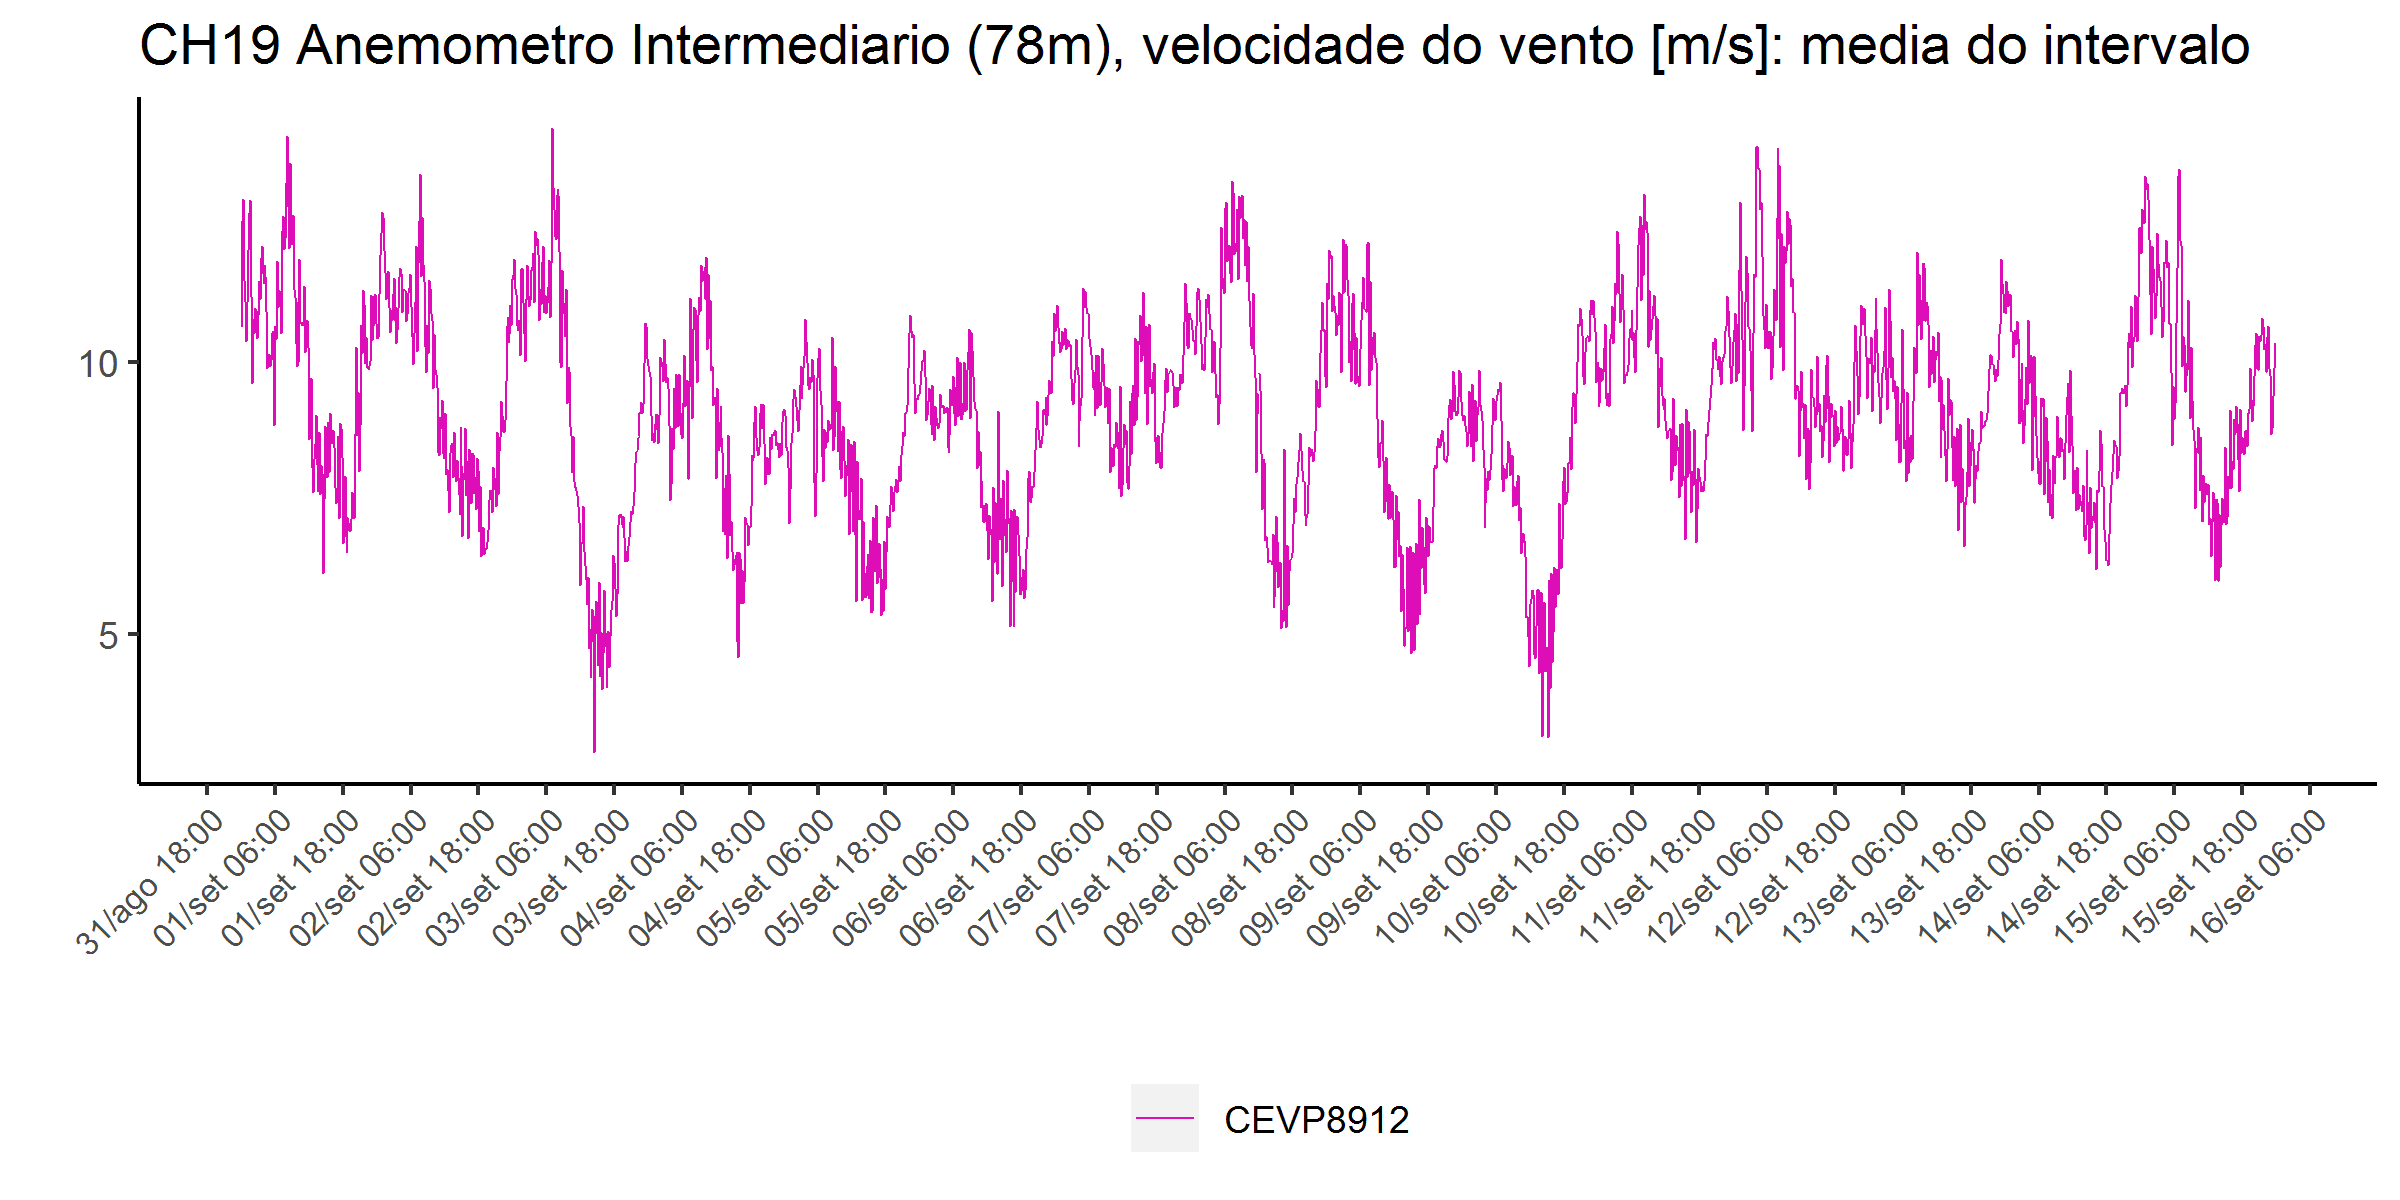 CH19 Anemometro Intermediario (78m), velocidade do vento [m/s]: media do intervalo
10
5
31/ago 18:00
01/set 06:00
01/set 18:00
02/set 06:00
02/set 18:00
03/set 06:00
03/set 18:00
04/set 06:00
04/set 18:00
05/set 06:00
05/set 18:00
06/set 06:00
06/set 18:00
07/set 06:00
07/set 18:00
08/set 06:00
08/set 18:00
09/set 06:00
09/set 18:00
10/set 06:00
10/set 18:00
11/set 06:00
11/set 18:00
12/set 06:00
12/set 18:00
13/set 06:00
13/set 18:00
14/set 06:00
14/set 18:00
15/set 06:00
15/set 18:00
16/set 06:00
CEVP8912